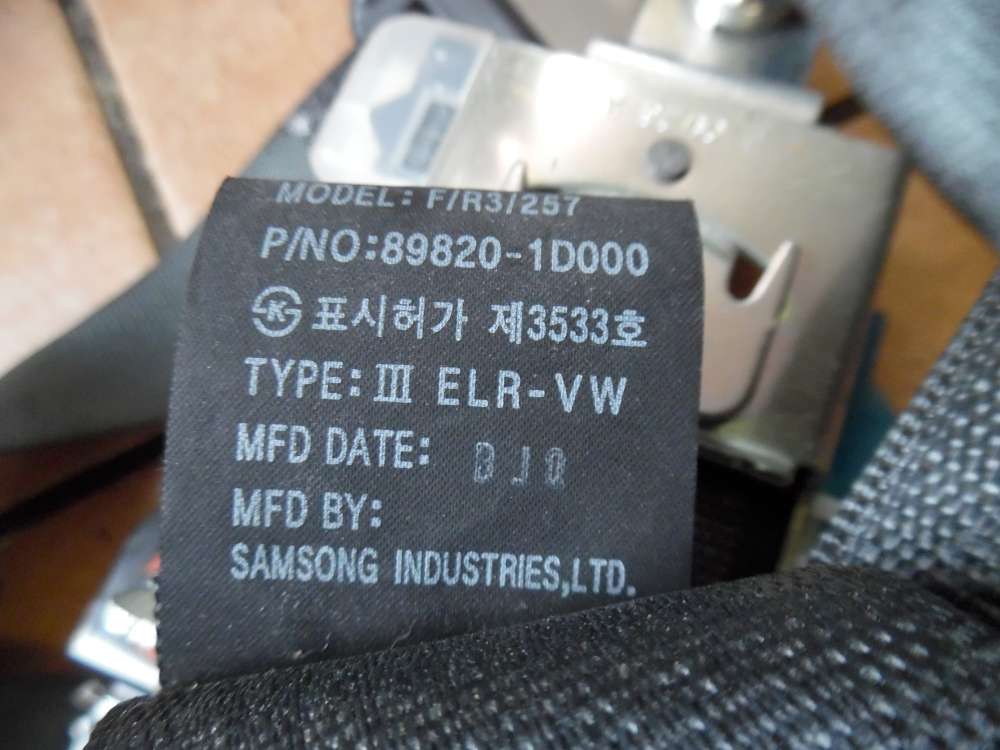 MODEL: F/R3/257
P/NO:89820-1D000
K 표시허가 제3533호
TYPE: III ELR-VW
MFD DATE: BJQ
MFD BY:
SAMSONG INDUSTRIES,LTD.